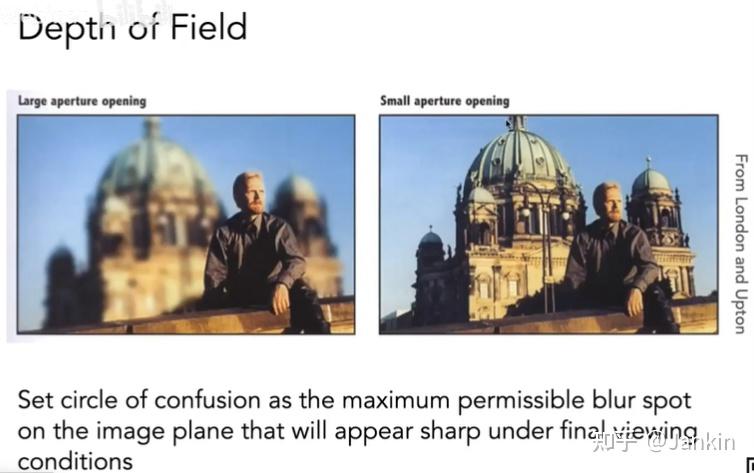 Depth of Field
Large aperture opening
Small aperture opening
From London and Upton
Set circle of confusion as the maximum permissible blur spot
on the image plane that will appear sharp under final viewing
conditions
知乎 @Jankin